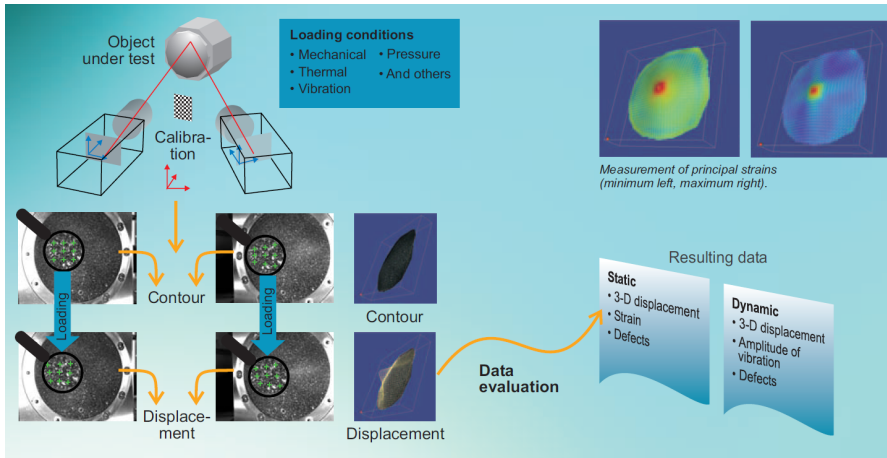 Object
under test
Loading conditions
• Mechanical
• Thermal
• Vibration
• Pressure
• And others
Calibra-
tion
Measurement of principal strains
(minimum left, maximum right).
Contour
Loading
Loading
Contour
Displace-
ment
Displacement
Data
evaluation
Resulting data
Static
• 3-D displacement
• Strain
• Defects
Dynamic
• 3-D displacement
• Amplitude of
vibration
• Defects